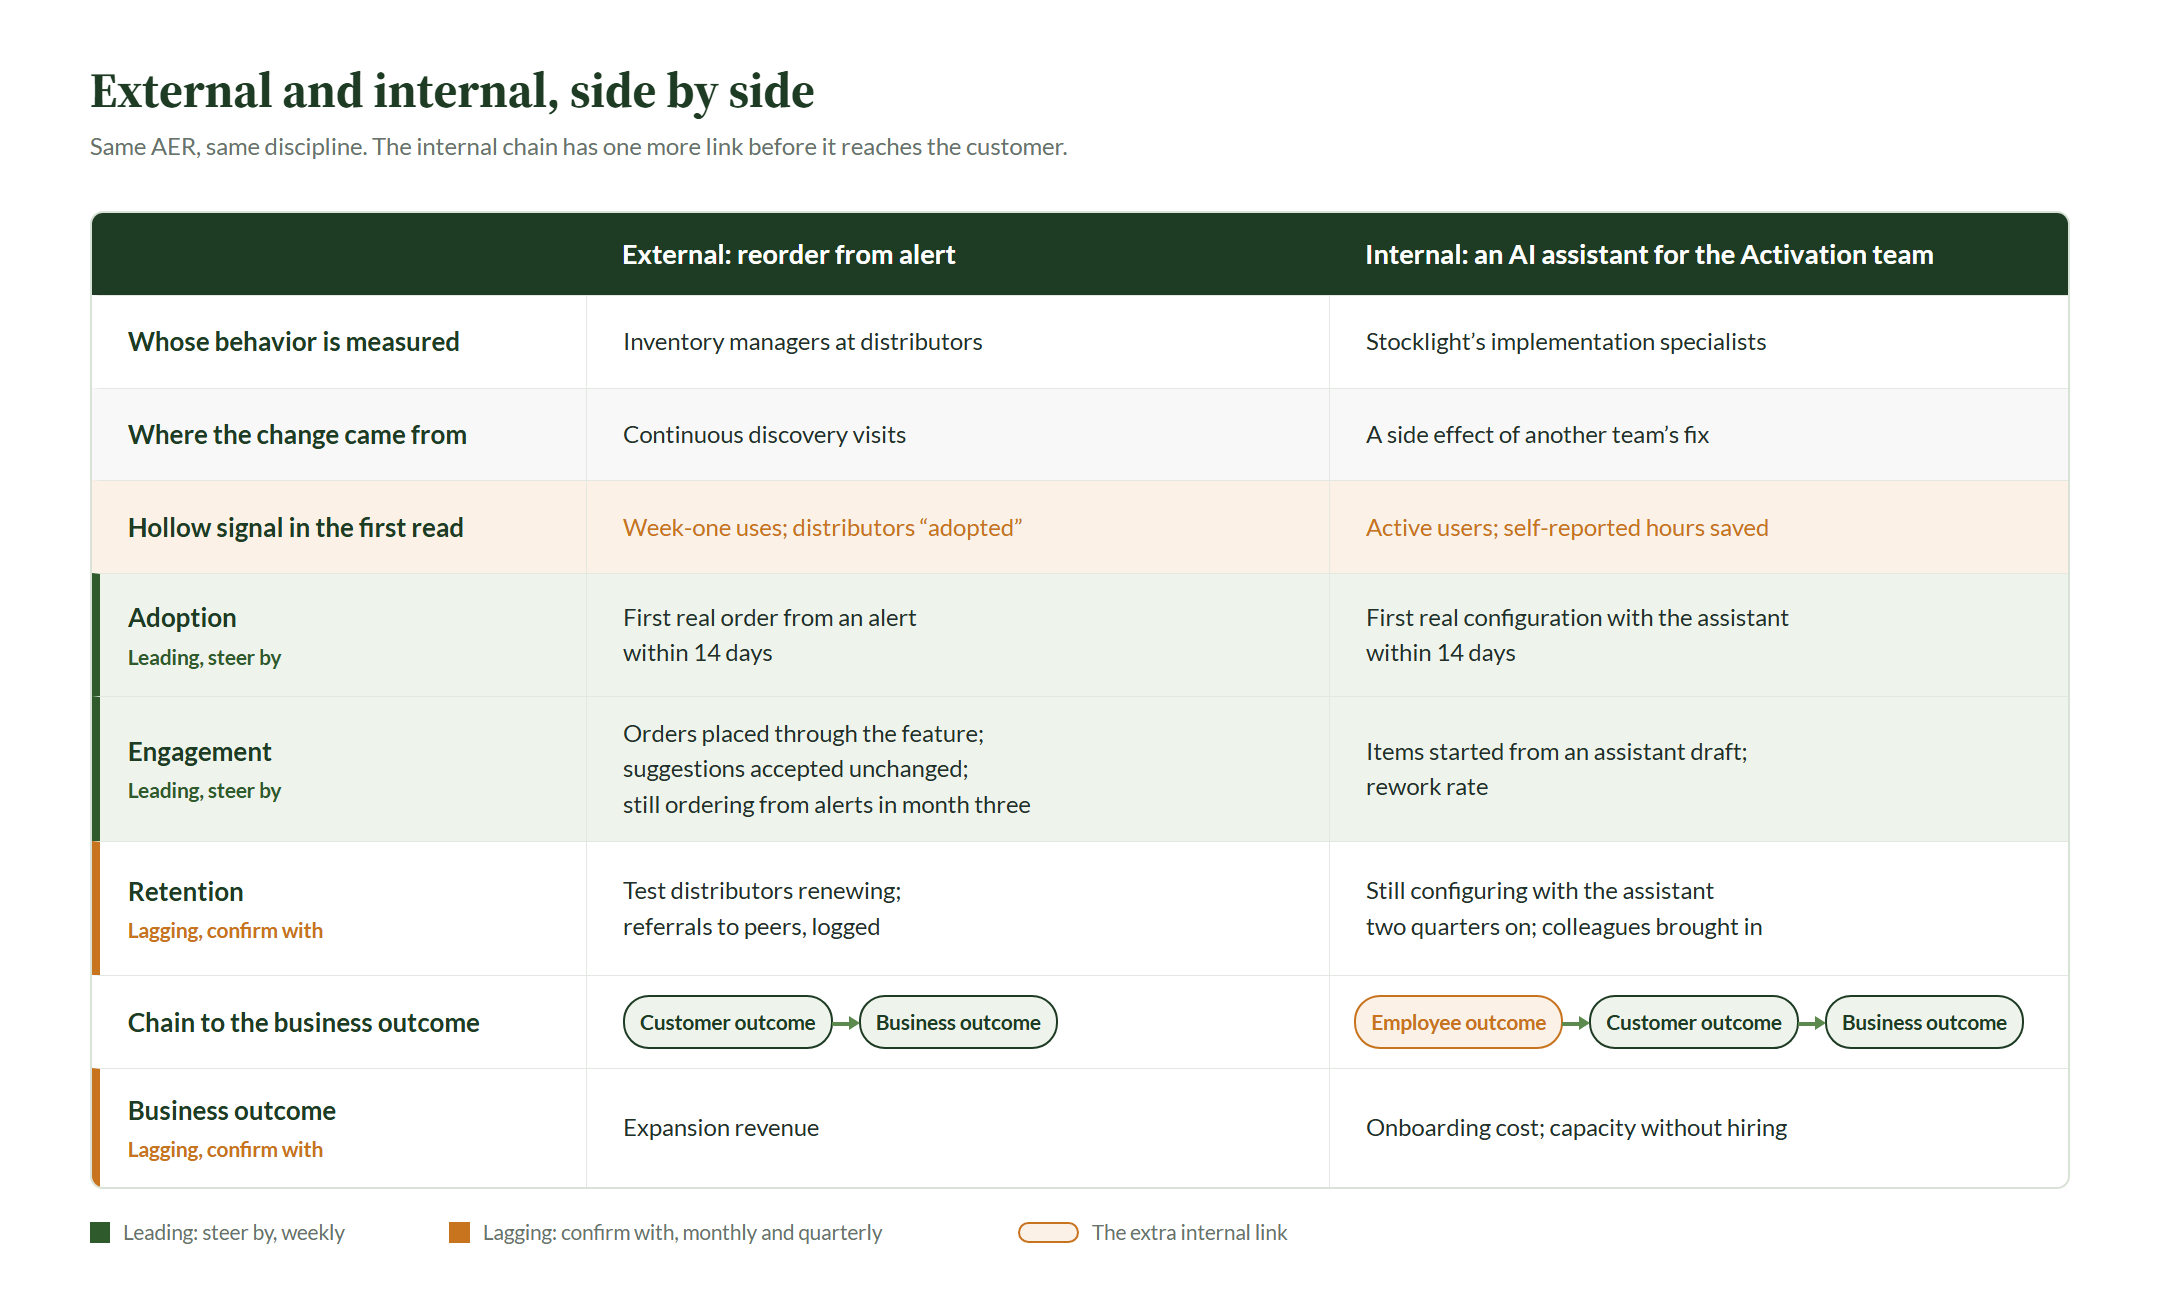 External and internal, side by side
Same AER, same discipline. The internal chain has one more link before it reaches the customer.
External: reorder from alert
Internal: an AI assistant for the Activation team
Whose behavior is measured
Inventory managers at distributors
Stocklight’s implementation specialists
Where the change came from
Continuous discovery visits
A side effect of another team’s fix
Hollow signal in the first read
Week-one uses; distributors “adopted”
Active users; self-reported hours saved
Adoption
Leading, steer by
First real order from an alert
within 14 days
First real configuration with the assistant
within 14 days
Engagement
Leading, steer by
Orders placed through the feature;
suggestions accepted unchanged;
still ordering from alerts in month three
Items started from an assistant draft;
rework rate
Retention
Lagging, confirm with
Test distributors renewing;
referrals to peers, logged
Still configuring with the assistant
two quarters on; colleagues brought in
Chain to the business outcome
Customer outcome
Business outcome
Employee outcome
Customer outcome
Business outcome
Business outcome
Lagging, confirm with
Expansion revenue
Onboarding cost; capacity without hiring
Leading: steer by, weekly
Lagging: confirm with, monthly and quarterly
The extra internal link